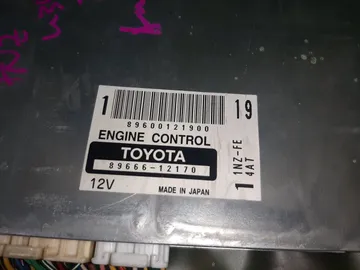 1
19
89600121900
ENGINE CONTROL
TOYOTA
89666-12170
12V
MADE IN JAPAN
1
1NZ-FE
4AT